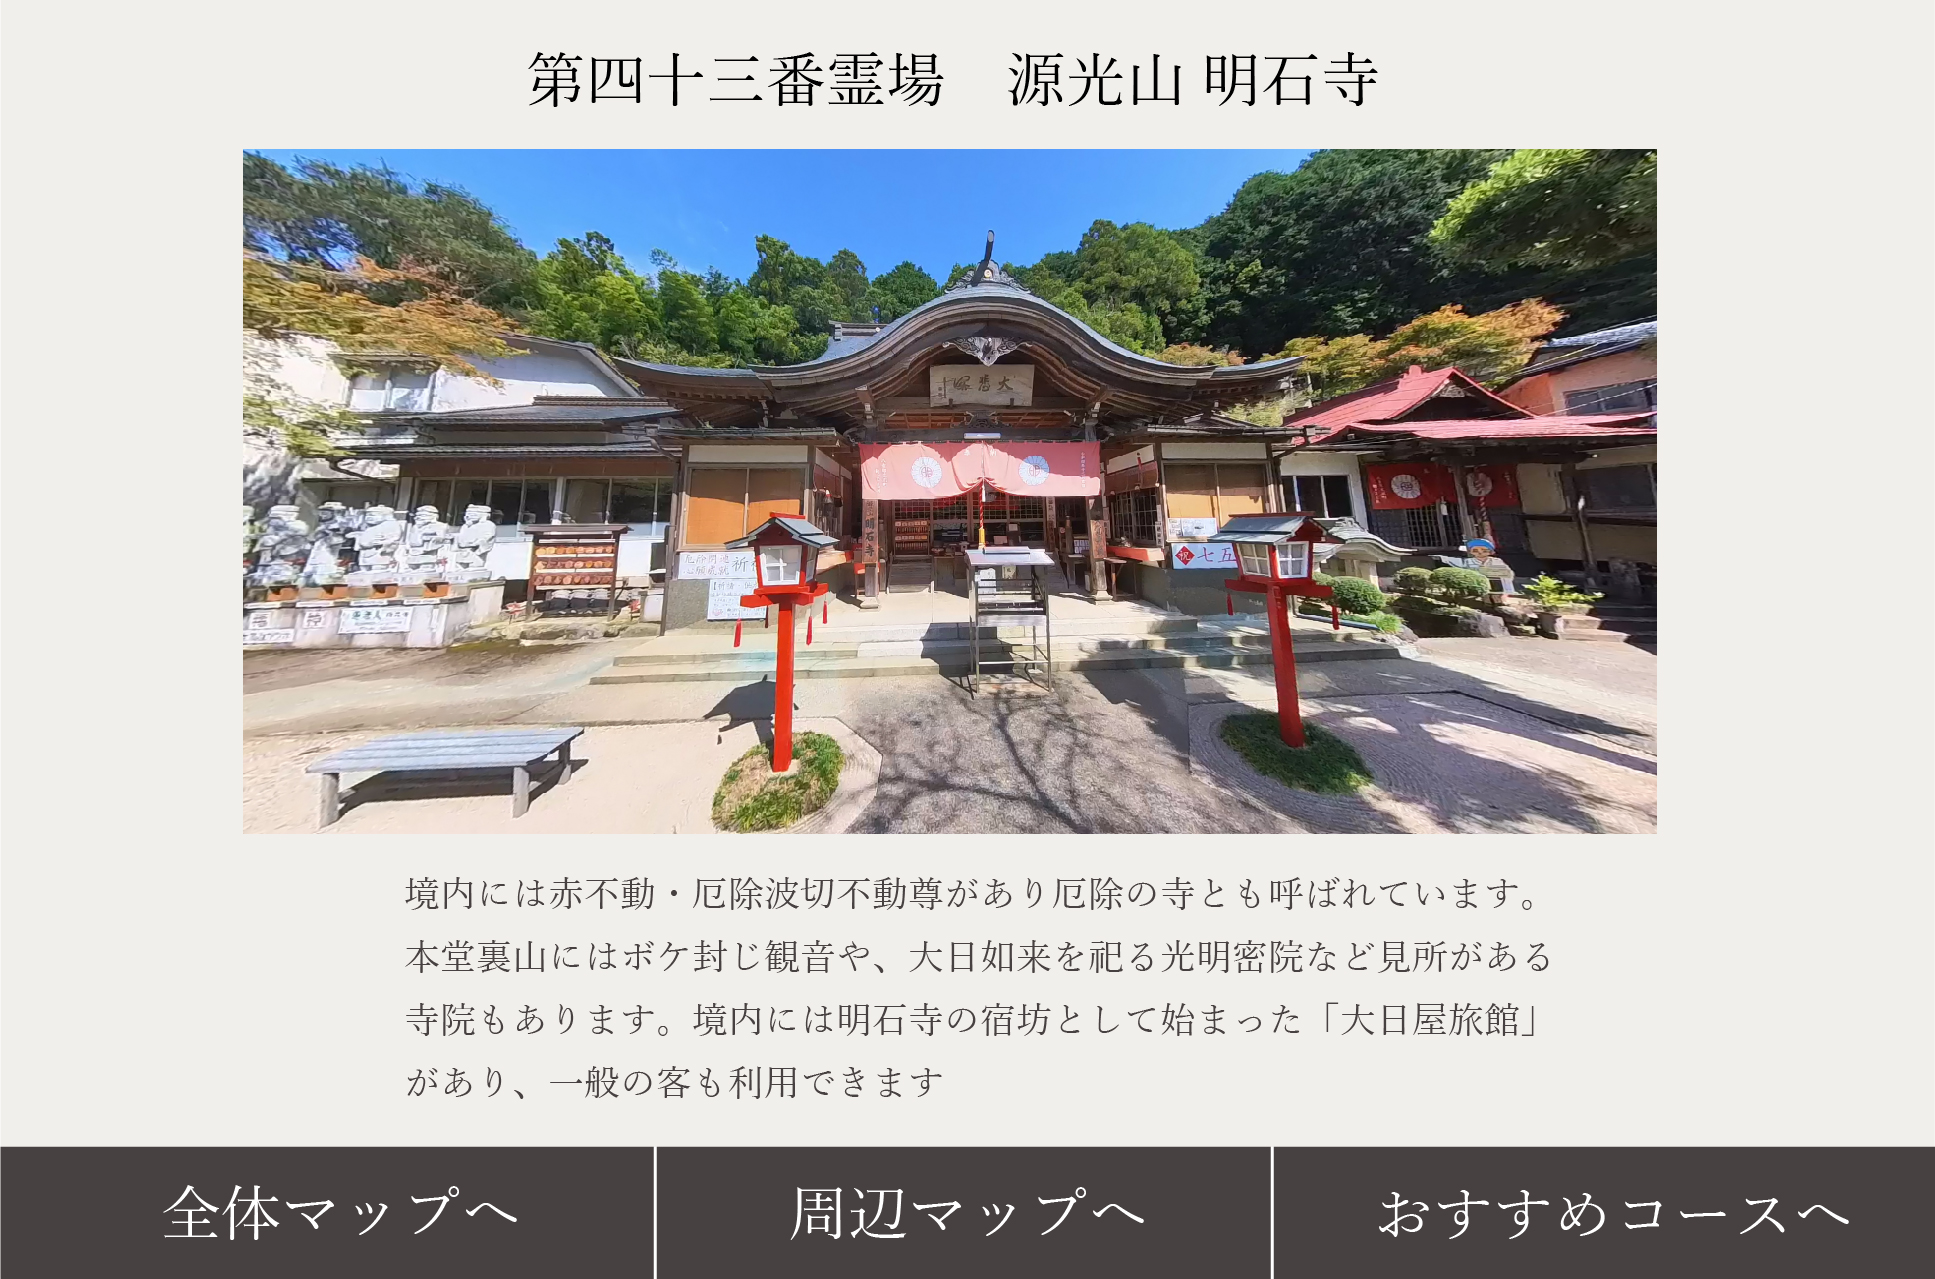 第四十三番霊場　源光山 明石寺
明石寺
祝 七五
境内には赤不動・厄除波切不動尊があり厄除の寺とも呼ばれています。
本堂裏山にはボケ封じ観音や、大日如来を祀る光明密院など見所がある
寺院もあります。境内には明石寺の宿坊として始まった「大日屋旅館」
があり、一般の客も利用できます
全体マップへ
周辺マップへ
おすすめコースへ